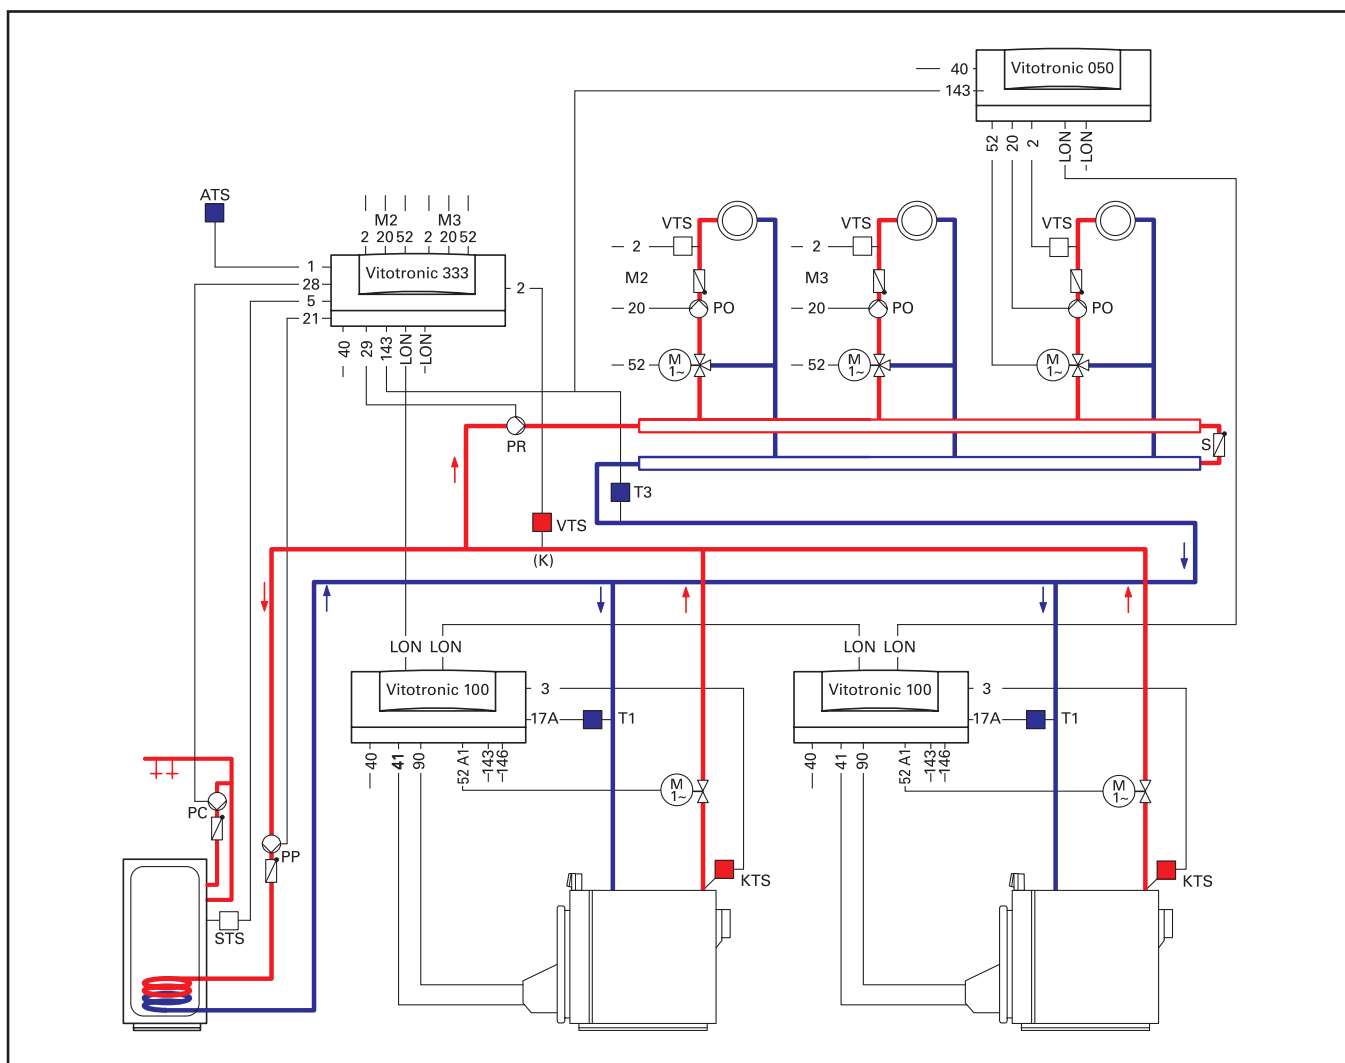 40
Vitotronic 050
143
52
20
2
LON
LON
ATS
M2 M3
2 20 52 2 20 52
Vitotronic 333
1
28
5
21
2
40
29
143
LON
LON
VTS
2
M2
20
PO
52
M
1~
VTS
2
M3
20
PO
52
M
1~
VTS
PO
M
1~
PR
S
T3
VTS
(K)
LON LON
Vitotronic 100
3
17A
T1
40
41
90
52 A1
143
146
M
1~
KTS
LON LON
Vitotronic 100
3
17A
T1
40
41
90
52 A1
143
146
M
1~
KTS
PC
PP
STS